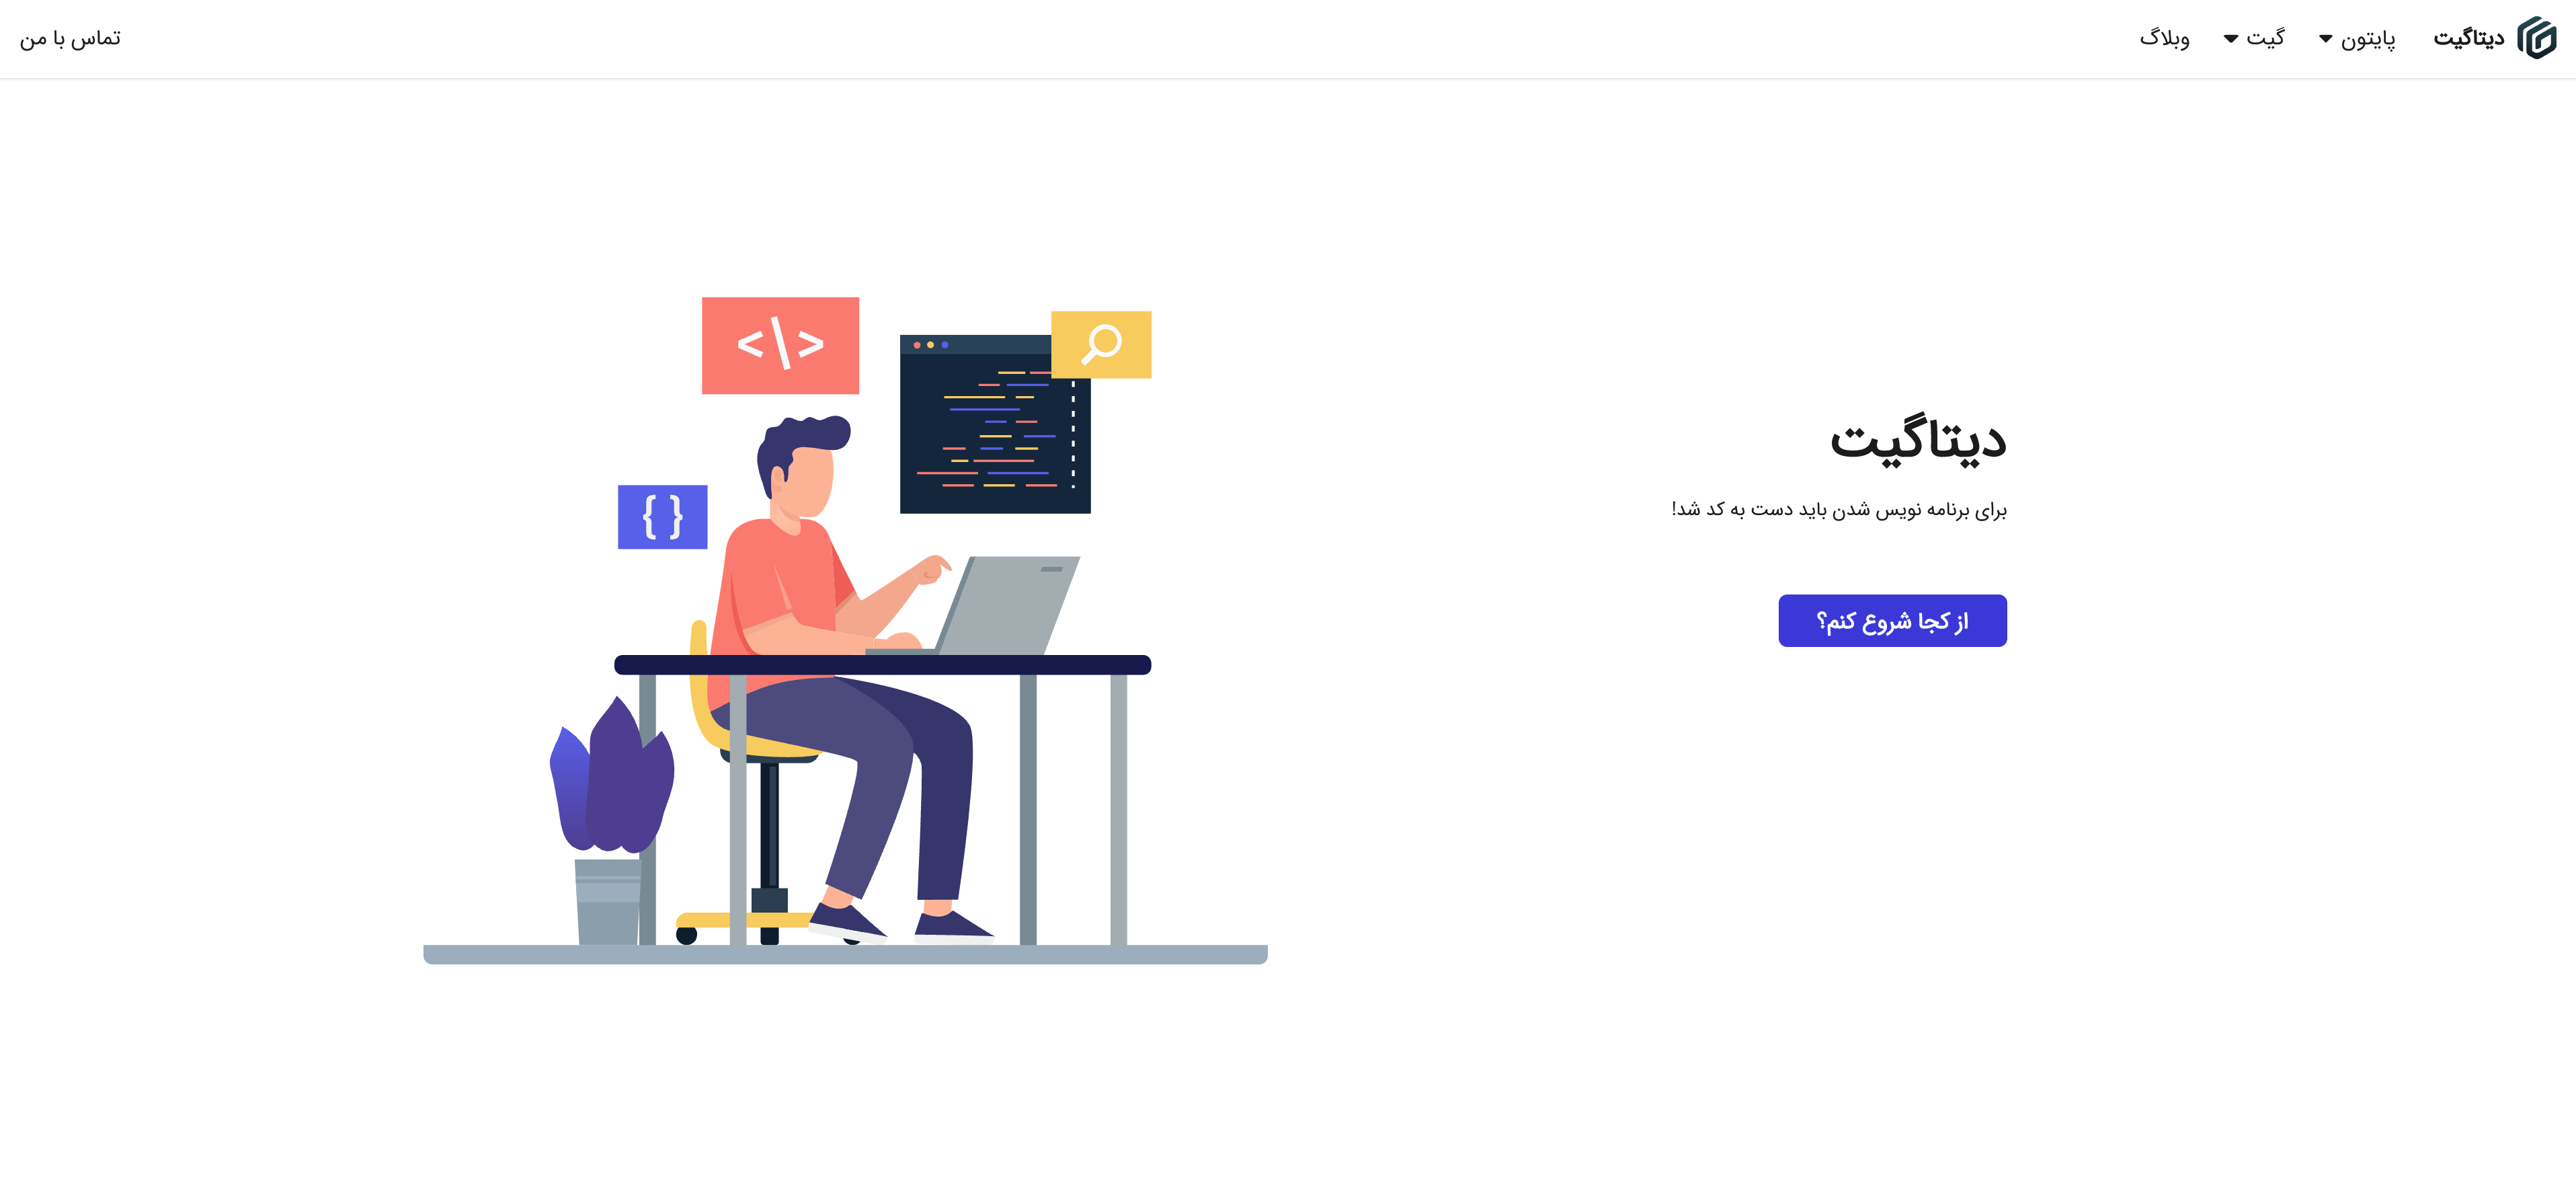 دیتاگیت
پایتون
گیت
وبلاگ
تماس با من
دیتاگیت
برای برنامه نویس شدن باید دست به کد شد!
از کجا شروع کنم؟
<\>
{ }